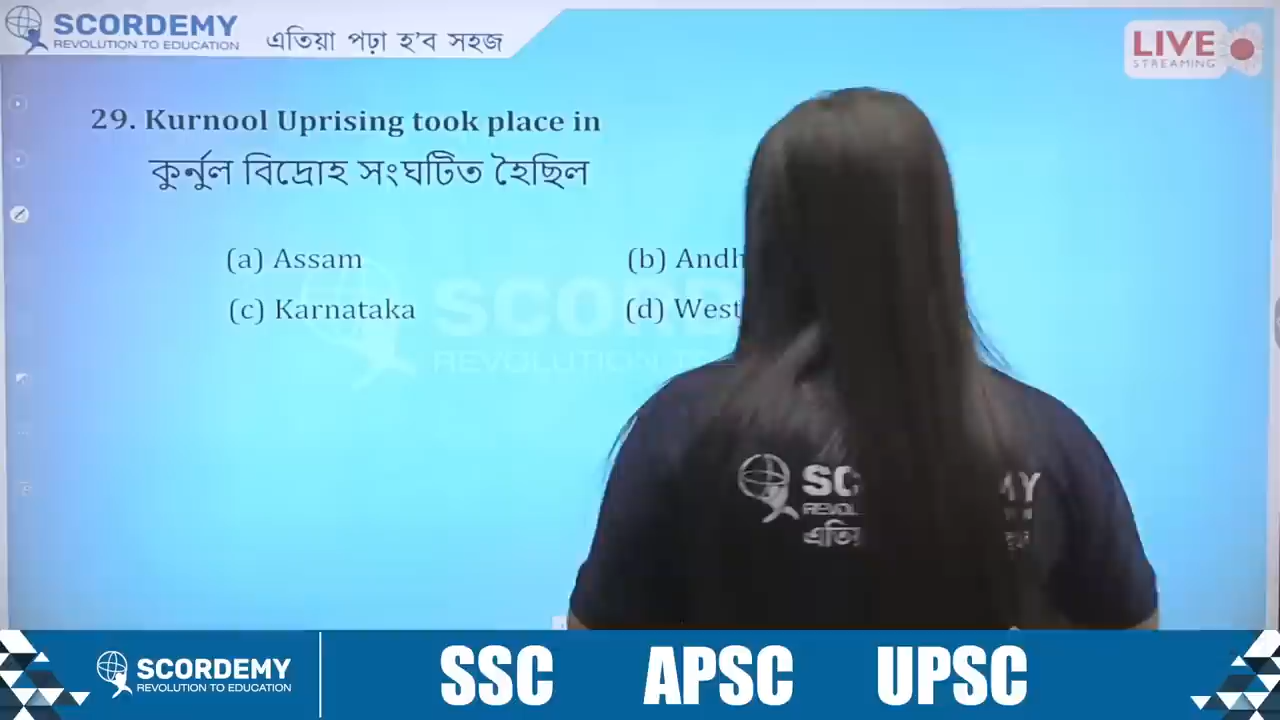 SCORDEMY
REVOLUTION TO EDUCATION
এতিয়া পঢ়া হ'ব সহজ
LIVE
STREAMING
29. Kurnool Uprising took place in
কুৰ্নুল বিদ্ৰোহ সংঘটিত হৈছিল
(a) Assam
(b)
(c) Karnataka
(d) West
SCORDEMY
REVOLUTION TO EDUCATION
SSC
APSC
UPSC